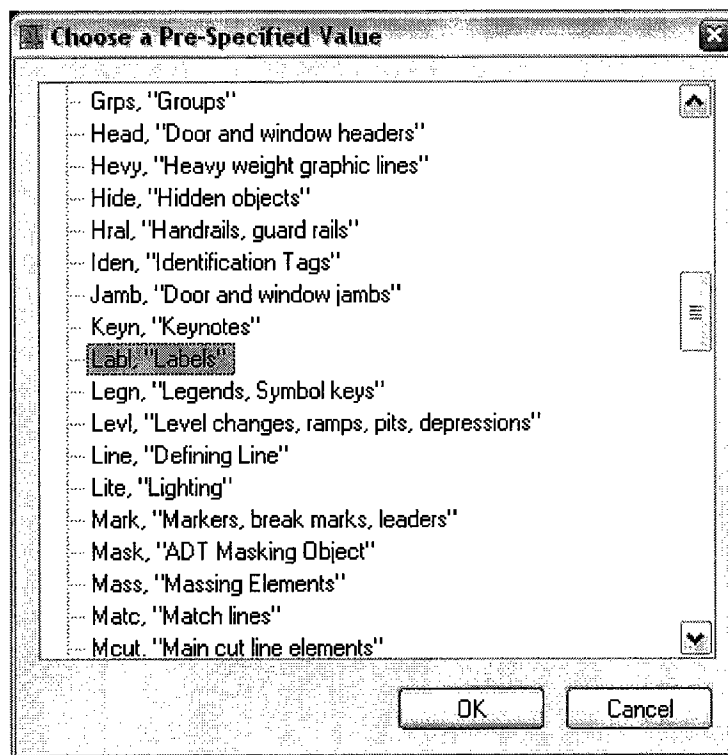 Choose a Pre-Specified Value
Grps, "Groups"
Head, "Door and window headers"
Hevy, "Heavy weight graphic lines"
Hide, "Hidden objects"
Hral, "Handrails, guard rails"
Iden, "Identification Tags"
Jamb, "Door and window jambs"
Keyn, "Keynotes"
Labl, "Labels"
Legn, "Legends, Symbol keys"
Levl, "Level changes, ramps, pits, depressions"
Line, "Defining Line"
Lite, "Lighting"
Mark, "Markers, break marks, leaders"
Mask, "ADT Masking Object"
Mass, "Massing Elements"
Matc, "Match lines"
Mcut, "Main cut line elements"
OK Cancel